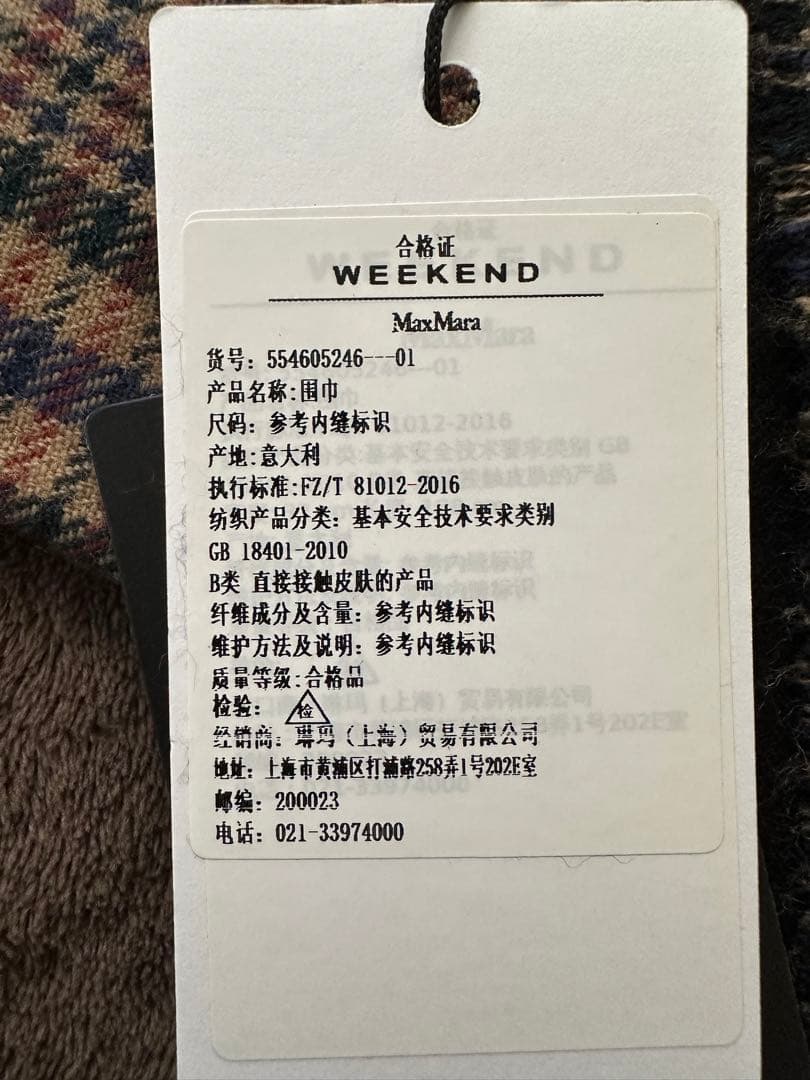 合格证
WEEKEND
MaxMara
货号：554605246---01
产品名称:围巾
尺码：参考内缝标识
产地:意大利
执行标准:FZ/T 81012-2016
纺织产品分类：基本安全技术要求类别
GB 18401-2010
B类 直接接触皮肤的产品
纤维成分及含量：参考内缝标识
维护方法及说明：参考内缝标识
质量等级:合格品
检验： 检
经销商：琳玛（上海）贸易有限公司
地址：上海市黄浦区打浦路258弄1号202E室
邮编：200023
电话：021-33974000